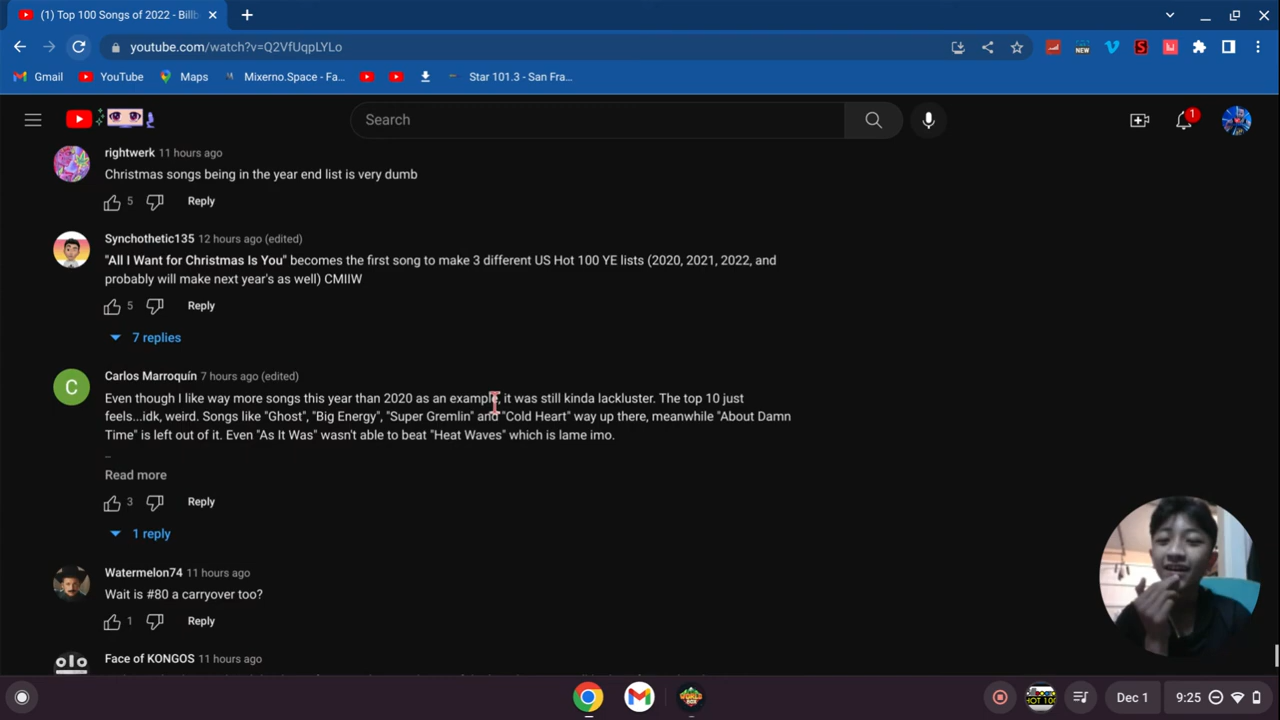 (1) Top 100 Songs of 2022 - Billb
youtube.com/watch?v=Q2VfUqpLYLo
NEW
Gmail
YouTube
Maps
Mixerno.Space - Fa...
Star 101.3 - San Fra...
Search
1
rightwerk 11 hours ago
Christmas songs being in the year end list is very dumb
5 Reply
Synchothetic135 12 hours ago (edited)
"All I Want for Christmas Is You" becomes the first song to make 3 different US Hot 100 YE lists (2020, 2021, 2022, and
probably will make next year's as well) CMIIW
5 Reply
7 replies
C
Carlos Marroquín 7 hours ago (edited)
Even though I like way more songs this year than 2020 as an example, it was still kinda lackluster. The top 10 just
feels...idk, weird. Songs like "Ghost", "Big Energy", "Super Gremlin" and "Cold Heart" way up there, meanwhile "About Damn
Time" is left out of it. Even "As It Was" wasn't able to beat "Heat Waves" which is lame imo.
Read more
3 Reply
1 reply
Watermelon74 11 hours ago
Wait is #80 a carryover too?
1 Reply
Face of KONGOS 11 hours ago
HOT 100
Dec 1
9:25